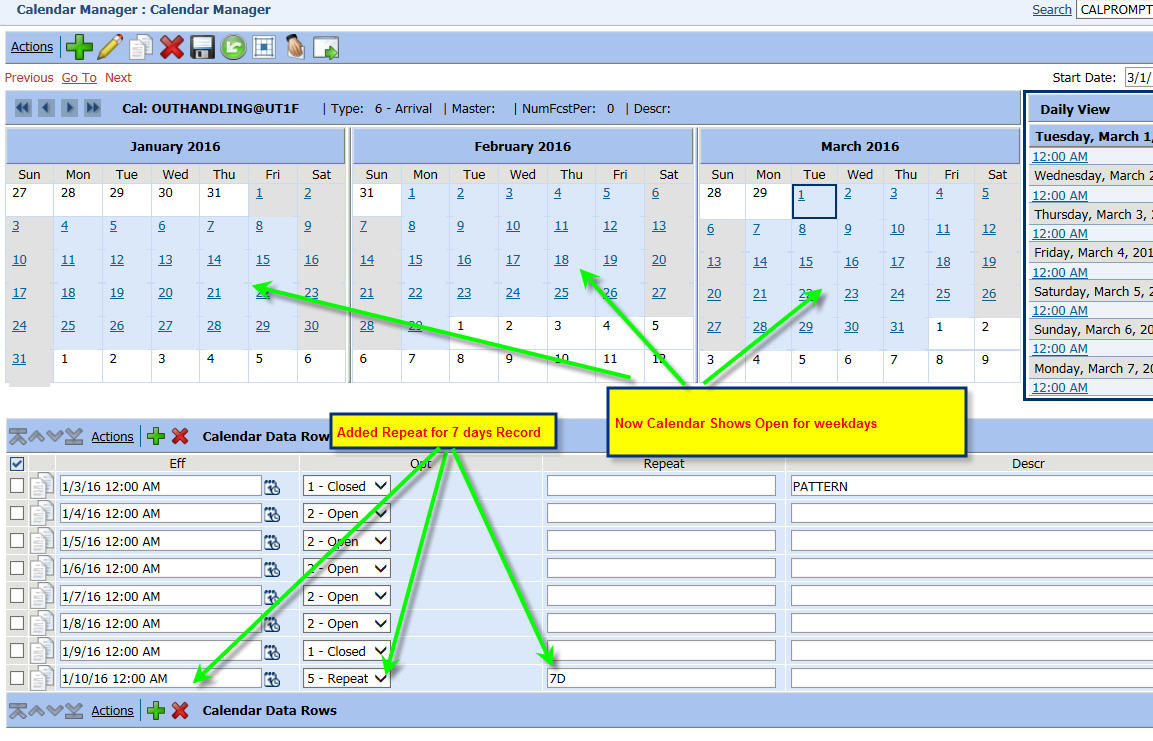 Calendar Manager : Calendar Manager
Search CALPROMPT
Actions
Previous Go To Next
Start Date: 3/1/
Cal: OUTHANDLING@UT1F | Type: 6 - Arrival | Master: | NumFcstPer: 0 | Descr:
January 2016
Sun Mon Tue Wed Thu Fri Sat
27 28 29 30 31 1 2
3 4 5 6 7 8 9
10 11 12 13 14 15 16
17 18 19 20 21 22 23
24 25 26 27 28 29 30
31 1 2 3 4 5 6
February 2016
Sun Mon Tue Wed Thu Fri Sat
31 1 2 3 4 5 6
7 8 9 10 11 12 13
14 15 16 17 18 19 20
21 22 23 24 25 26 27
28 29 1 2 3 4 5
6 7 8 9 10 11 12
March 2016
Sun Mon Tue Wed Thu Fri Sat
28 29 1 2 3 4 5
6 7 8 9 10 11 12
13 14 15 16 17 18 19
20 21 22 23 24 25 26
27 28 29 30 31 1 2
3 4 5 6 7 8 9
Daily View
Tuesday, March 1,
12:00 AM
Wednesday, March 2
12:00 AM
Thursday, March 3, 
12:00 AM
Friday, March 4, 201
12:00 AM
Saturday, March 5, 2
12:00 AM
Sunday, March 6, 20
12:00 AM
Monday, March 7, 20
12:00 AM
Now Calendar Shows Open for weekdays
Added Repeat for 7 days Record
Actions Calendar Data Row
Eff Opt Repeat Descr
1/3/16 12:00 AM 1 - Closed PATTERN
1/4/16 12:00 AM 2 - Open
1/5/16 12:00 AM 2 - Open
1/6/16 12:00 AM 2 - Open
1/7/16 12:00 AM 2 - Open
1/8/16 12:00 AM 2 - Open
1/9/16 12:00 AM 1 - Closed
1/10/16 12:00 AM 5 - Repeat 7D
Actions Calendar Data Rows